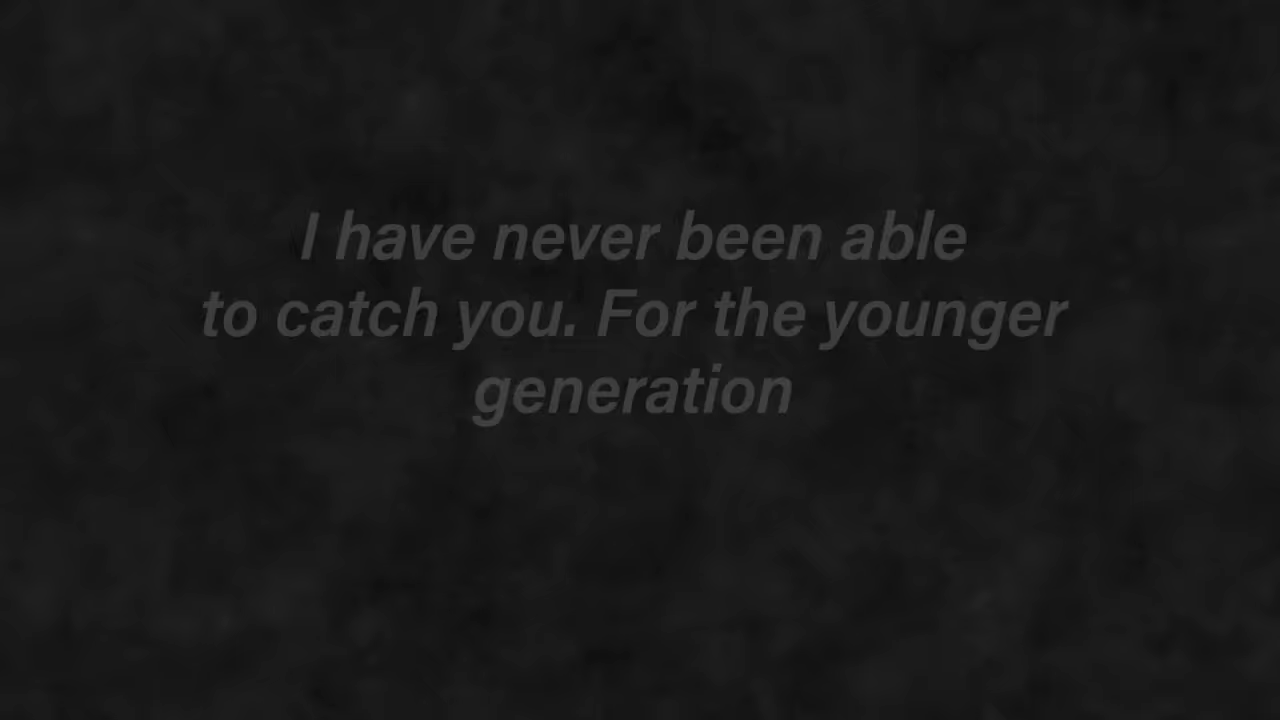 I have never been able
to catch you. For the younger
generation